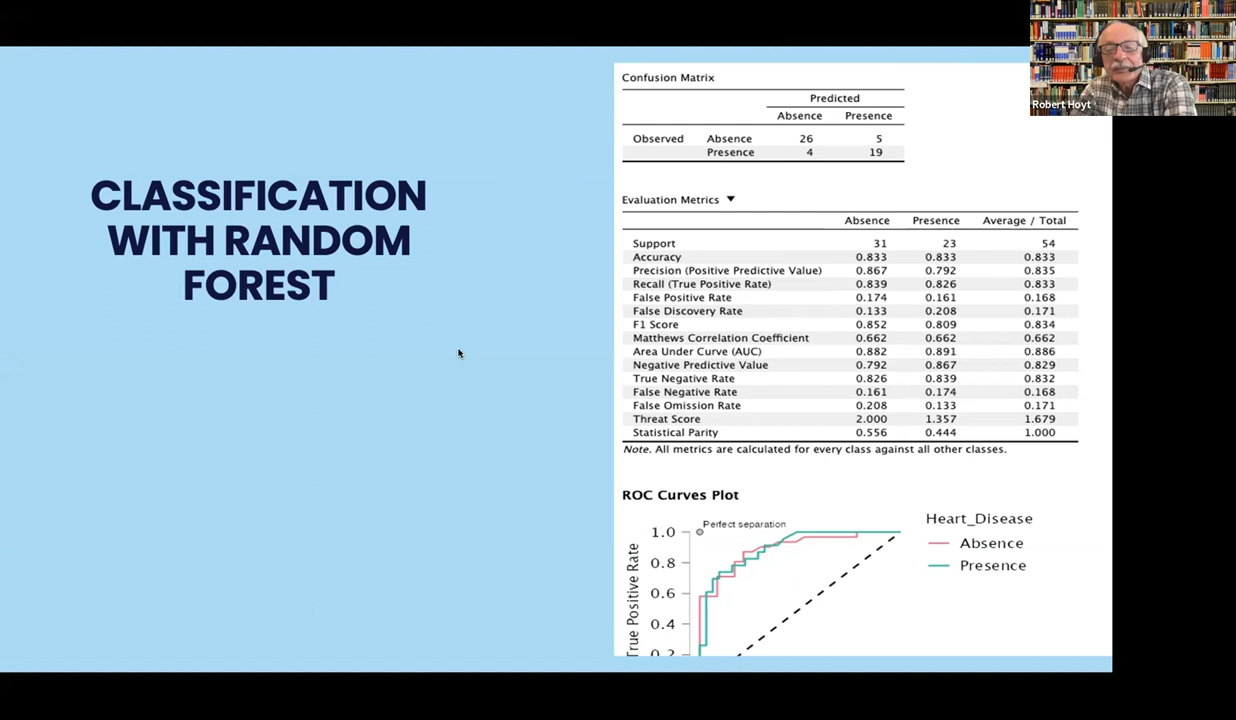 CLASSIFICATION
WITH RANDOM
FOREST
Confusion Matrix
Predicted
Absence Presence
Observed Absence 26 5
Presence 4 19
Evaluation Metrics ▼
Absence Presence Average / Total
Support 31 23 54
Accuracy 0.833 0.833 0.833
Precision (Positive Predictive Value) 0.867 0.792 0.835
Recall (True Positive Rate) 0.839 0.826 0.833
False Positive Rate 0.174 0.161 0.168
False Discovery Rate 0.133 0.208 0.171
F1 Score 0.852 0.809 0.834
Matthews Correlation Coefficient 0.662 0.662 0.662
Area Under Curve (AUC) 0.882 0.891 0.886
Negative Predictive Value 0.792 0.867 0.829
True Negative Rate 0.826 0.839 0.832
False Negative Rate 0.161 0.174 0.168
False Omission Rate 0.208 0.133 0.171
Threat Score 2.000 1.357 1.679
Statistical Parity 0.556 0.444 1.000
Note. All metrics are calculated for every class against all other classes.
ROC Curves Plot
Perfect separation
True Positive Rate
1.0
0.8
0.6
0.4
0.2
Heart_Disease
Absence
Presence
Robert Hoyt